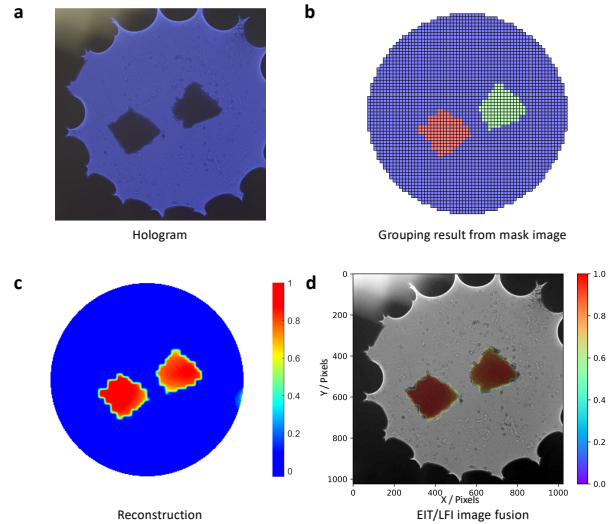 a
b
Hologram
Grouping result from mask image
c
1
0.8
0.6
0.4
0.2
0
Reconstruction
d
0
200
400
600
800
1000
Y / Pixels
0 200 400 600 800 1000
X / Pixels
1.0
0.8
0.6
0.4
0.2
0.0
EIT/LFI image fusion